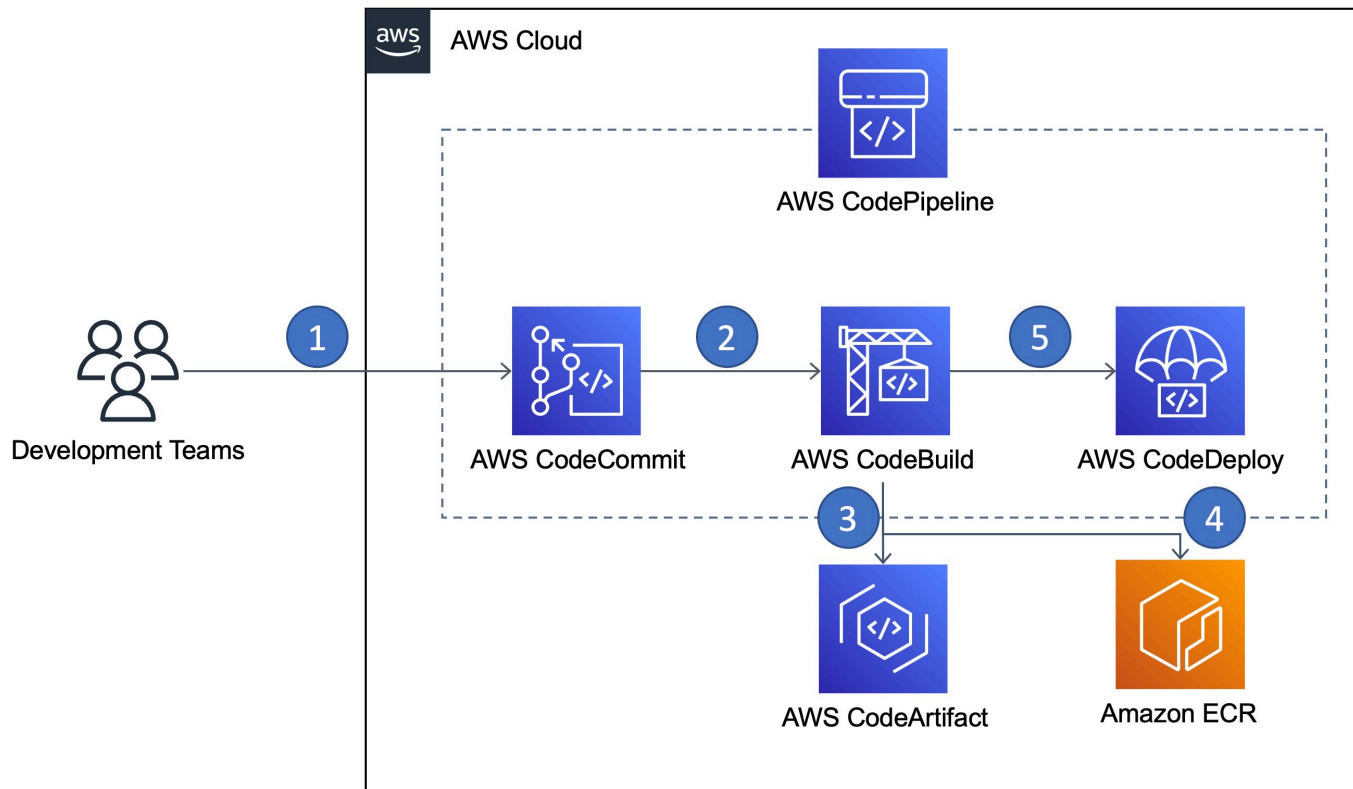 aws
AWS Cloud
</>
AWS CodePipeline
1
2
5
</>
</>
</>
Development Teams
AWS CodeCommit
AWS CodeBuild
AWS CodeDeploy
3
4
</>
AWS CodeArtifact
Amazon ECR